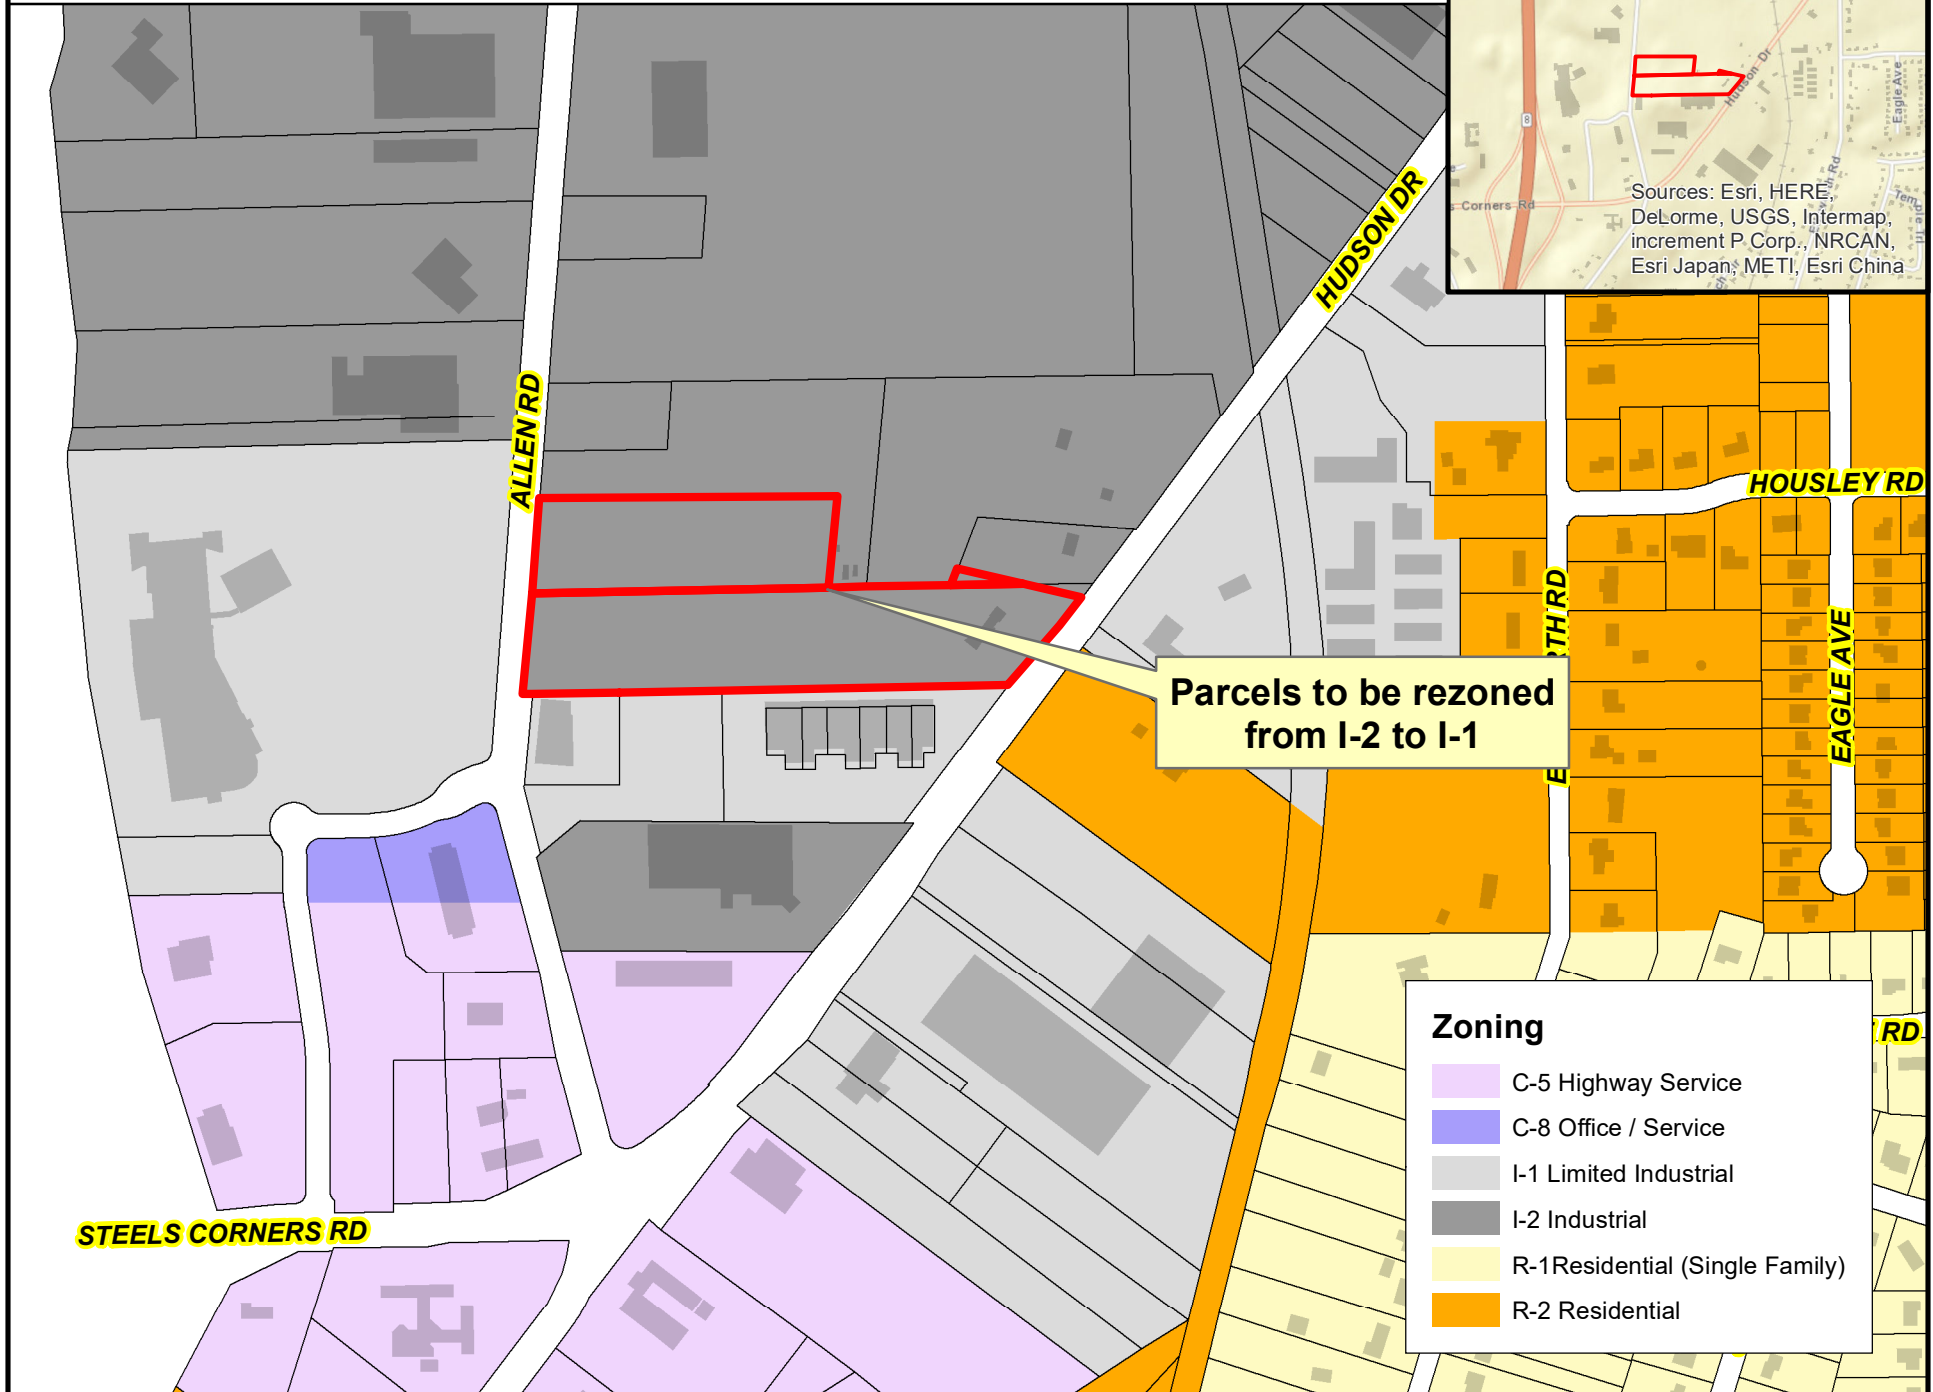 8
Hudson Dr
Eagle Ave
Corners Rd
Sources: Esri, HERE,
DeLorme, USGS, Intermap,
increment P Corp., NRCAN,
Esri Japan, METI, Esri China
HUDSON DR
ALLEN RD
HOUSLEY RD
EAGLE AVE
Parcels to be rezoned
from I-2 to I-1
Zoning
C-5 Highway Service
C-8 Office / Service
I-1 Limited Industrial
I-2 Industrial
R-1Residential (Single Family)
R-2 Residential
RD
STEELS CORNERS RD